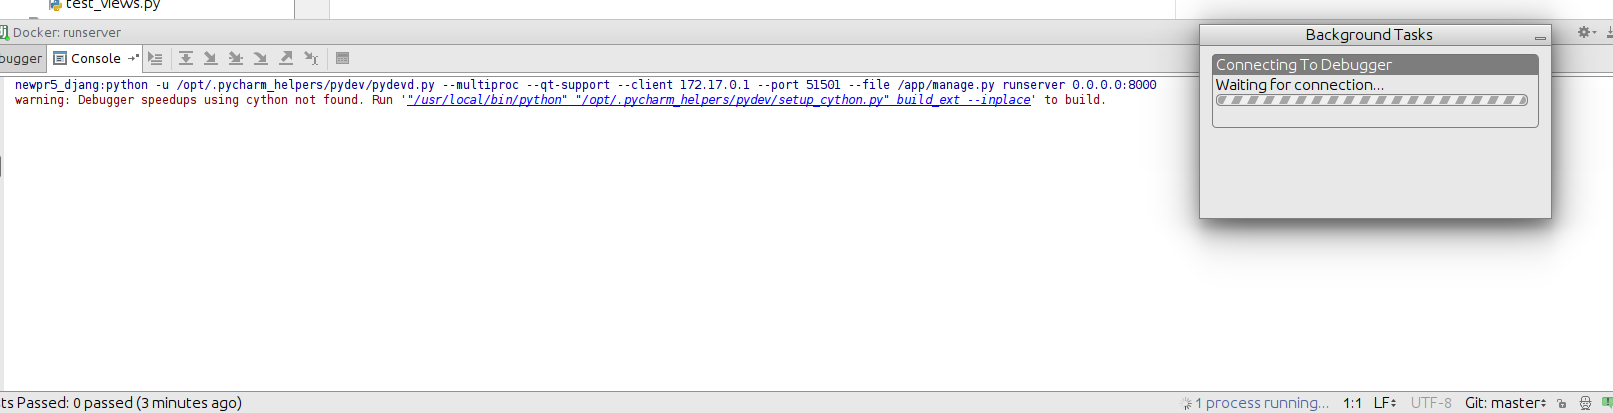 test_views.py
Docker: runserver
Background Tasks
bugger
Console
Connecting To Debugger
Waiting for connection...
newpr5_djang:python -u /opt/.pycharm_helpers/pydev/pydevd.py --multiproc --qt-support --client 172.17.0.1 --port 51501 --file /app/manage.py runserver 0.0.0.0:8000
warning: Debugger speedups using cython not found. Run '"/usr/local/bin/python" "/opt/.pycharm_helpers/pydev/setup_cython.py" build_ext --inplace' to build.
ts Passed: 0 passed (3 minutes ago)
1 process running...
1:1
LF
UTF-8
Git: master